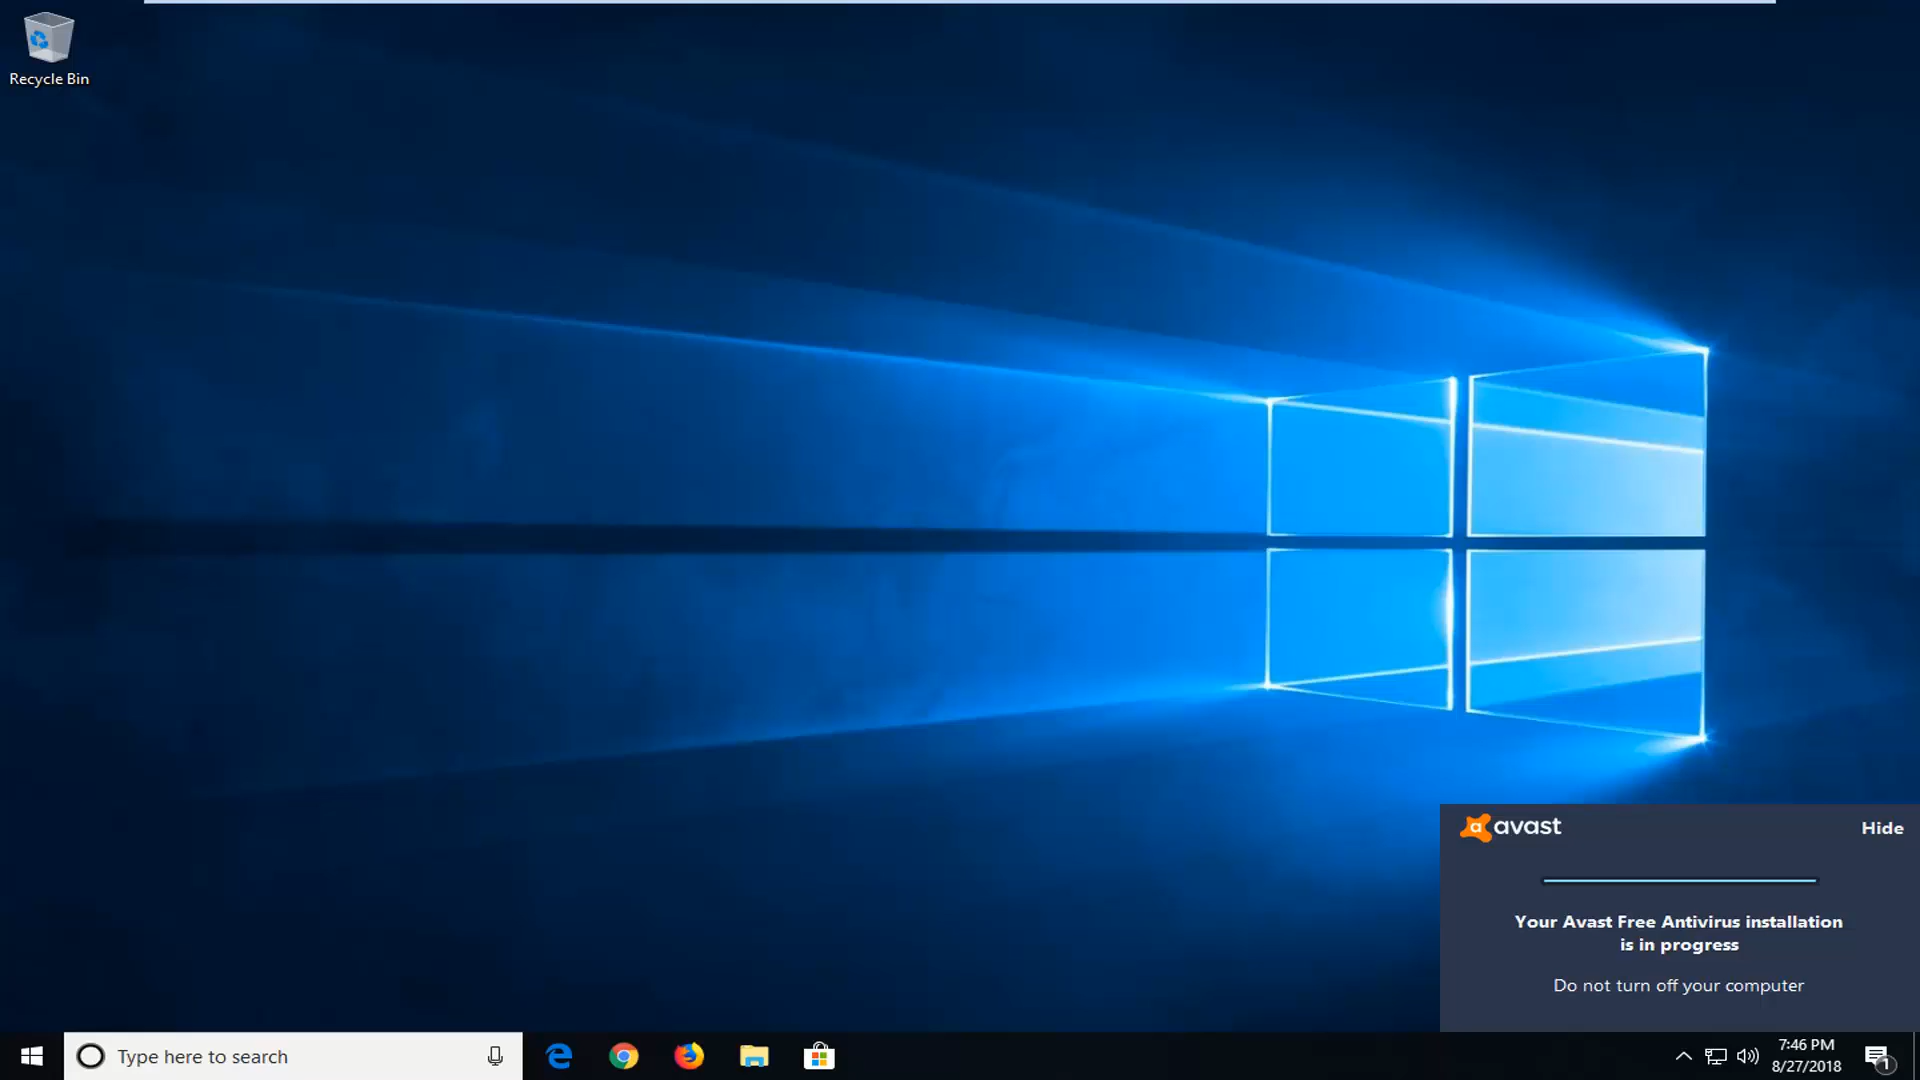 Recycle Bin
avast
Hide
Your Avast Free Antivirus installation
is in progress
Do not turn off your computer
Type here to search
7:46 PM
8/27/2018
1